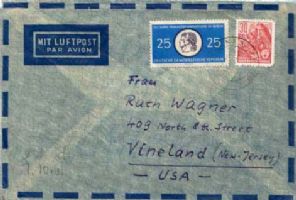 MIT LUFTPOST
PAR AVION
25 25
DEUTSCHE DEMOKRATISCHE REPUBLIK
Frau
Ruth Wagner
409 North 8th. Street
Vineland (New-Jersey)
- USA -